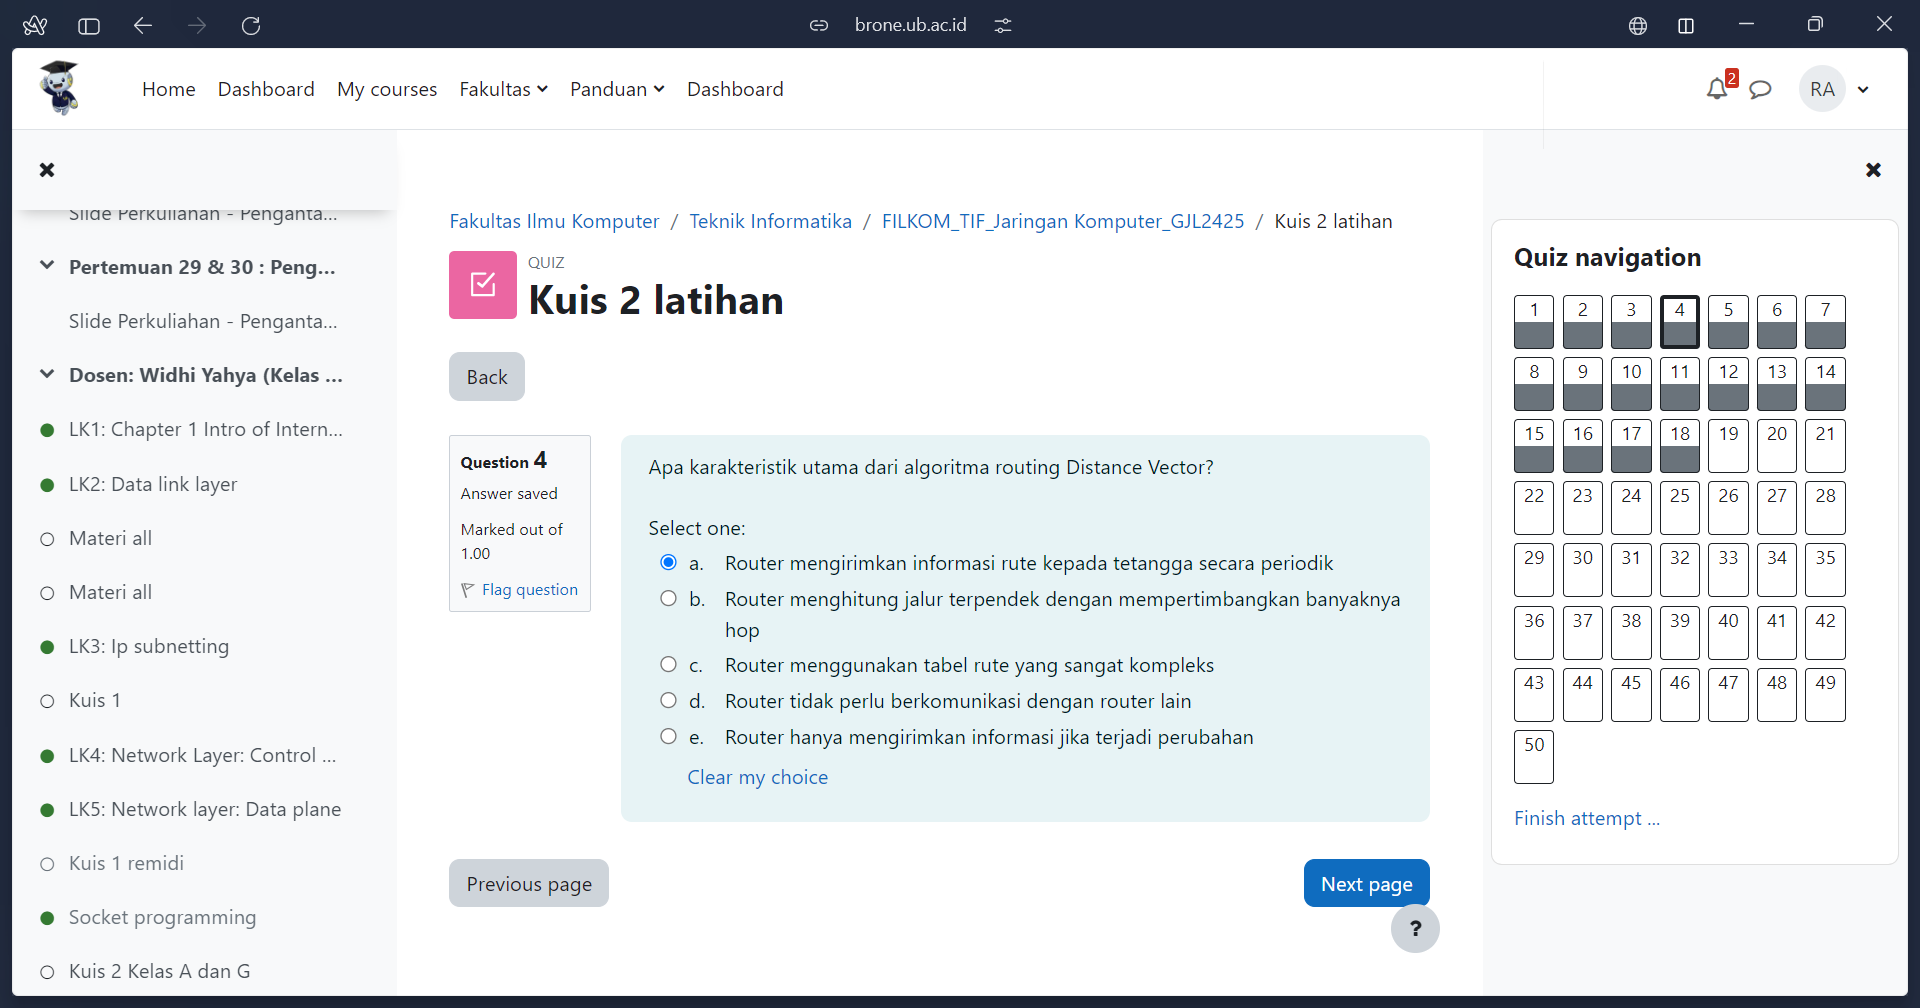 brone.ub.ac.id
Home Dashboard My courses Fakultas Panduan Dashboard
2
RA
Slide Perkuliahan - Penganta...
Pertemuan 29 & 30 : Peng...
Slide Perkuliahan - Penganta...
Dosen: Widhi Yahya (Kelas ...
LK1: Chapter 1 Intro of Intern...
LK2: Data link layer
Materi all
Materi all
LK3: Ip subnetting
Kuis 1
LK4: Network Layer: Control ...
LK5: Network layer: Data plane
Kuis 1 remidi
Socket programming
Kuis 2 Kelas A dan G
Fakultas Ilmu Komputer / Teknik Informatika / FILKOM_TIF_Jaringan Komputer_GJL2425 / Kuis 2 latihan
QUIZ
Kuis 2 latihan
Back
Question 4
Answer saved
Marked out of
1.00
Flag question
Apa karakteristik utama dari algoritma routing Distance Vector?
Select one:
a. Router mengirimkan informasi rute kepada tetangga secara periodik
b. Router menghitung jalur terpendek dengan mempertimbangkan banyaknya
hop
c. Router menggunakan tabel rute yang sangat kompleks
d. Router tidak perlu berkomunikasi dengan router lain
e. Router hanya mengirimkan informasi jika terjadi perubahan
Clear my choice
Previous page
Next page
?
Quiz navigation
1 2 3 4 5 6 7
8 9 10 11 12 13 14
15 16 17 18 19 20 21
22 23 24 25 26 27 28
29 30 31 32 33 34 35
36 37 38 39 40 41 42
43 44 45 46 47 48 49
50
Finish attempt ...